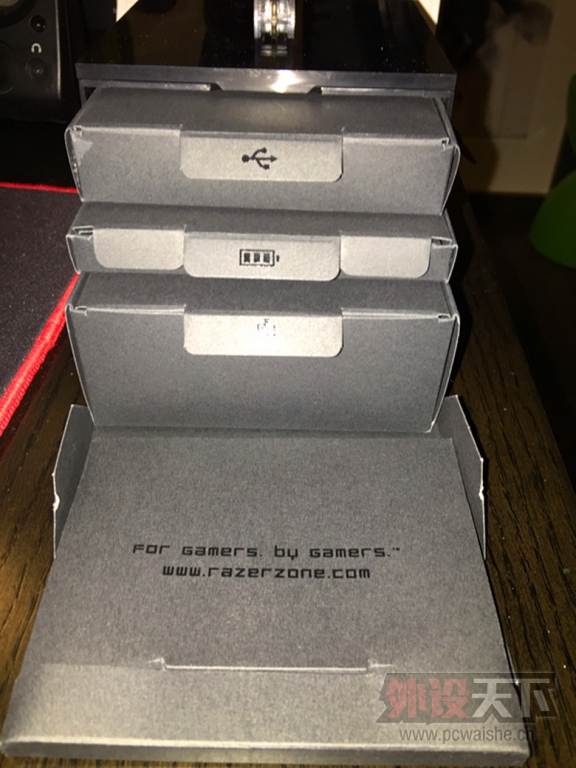 For Gamers. by Gamers.™
www.razerzone.com
外设天下
www.pcwaishe.cn